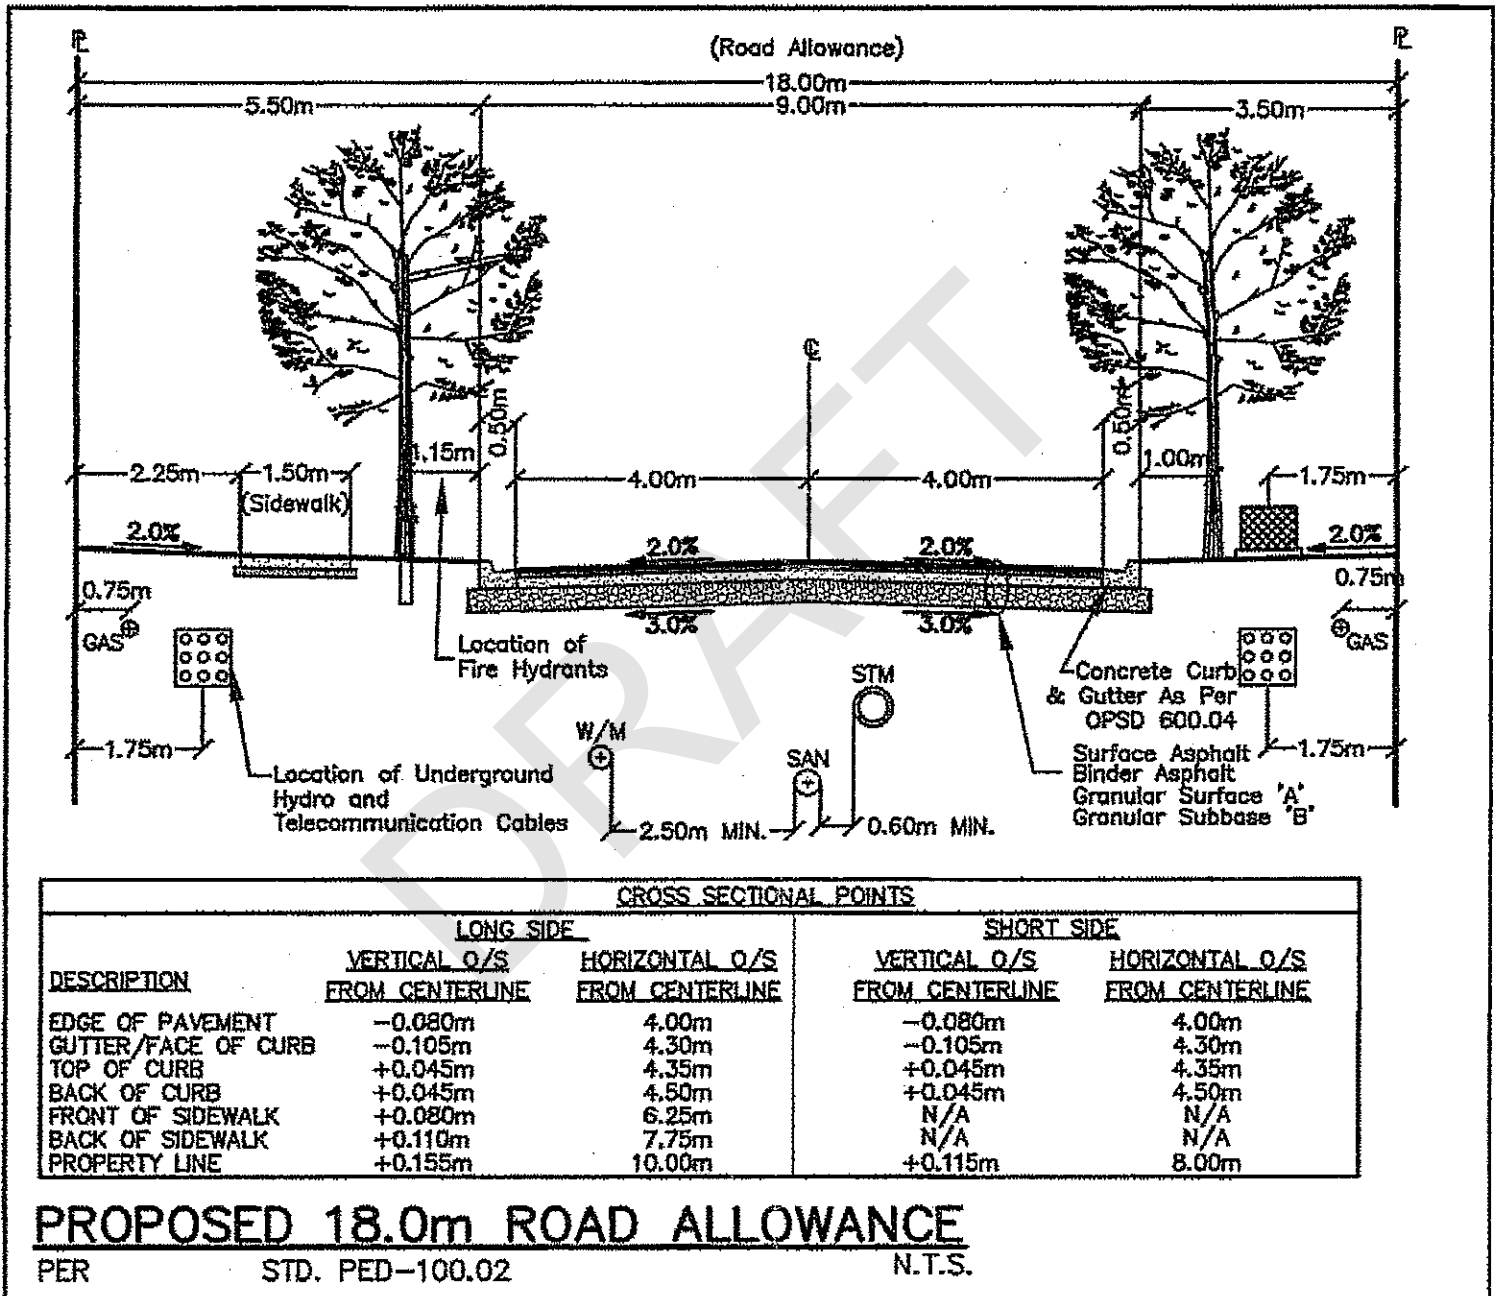 ℄
℄
(Road Allowance)
18.00m
5.50m 9.00m 3.50m
℄
0.50m 0.50m
1.15m 1.00m
2.25m 1.50m 4.00m 4.00m 1.75m
(Sidewalk)
2.0% 2.0% 2.0% 2.0%
0.75m 0.75m
3.0% 3.0%
GAS GAS
Location of
Fire Hydrants
Concrete Curb
& Gutter As Per
OPSD 600.04
STM
W/M
SAN
1.75m 1.75m
Surface Asphalt
Binder Asphalt
Granular Surface 'A'
Granular Subbase 'B'
Location of Underground
Hydro and
Telecommunication Cables
2.50m MIN. 0.60m MIN.
DRAFT
CROSS SECTIONAL POINTS
LONG SIDE SHORT SIDE
VERTICAL O/S HORIZONTAL O/S VERTICAL O/S HORIZONTAL O/S
DESCRIPTION FROM CENTERLINE FROM CENTERLINE FROM CENTERLINE FROM CENTERLINE
EDGE OF PAVEMENT -0.080m 4.00m -0.080m 4.00m
GUTTER/FACE OF CURB -0.105m 4.30m -0.105m 4.30m
TOP OF CURB +0.045m 4.35m +0.045m 4.35m
BACK OF CURB +0.045m 4.50m +0.045m 4.50m
FRONT OF SIDEWALK +0.080m 6.25m N/A N/A
BACK OF SIDEWALK +0.110m 7.75m N/A N/A
PROPERTY LINE +0.155m 10.00m +0.115m 8.00m
PROPOSED 18.0m ROAD ALLOWANCE
PER STD. PED-100.02 N.T.S.